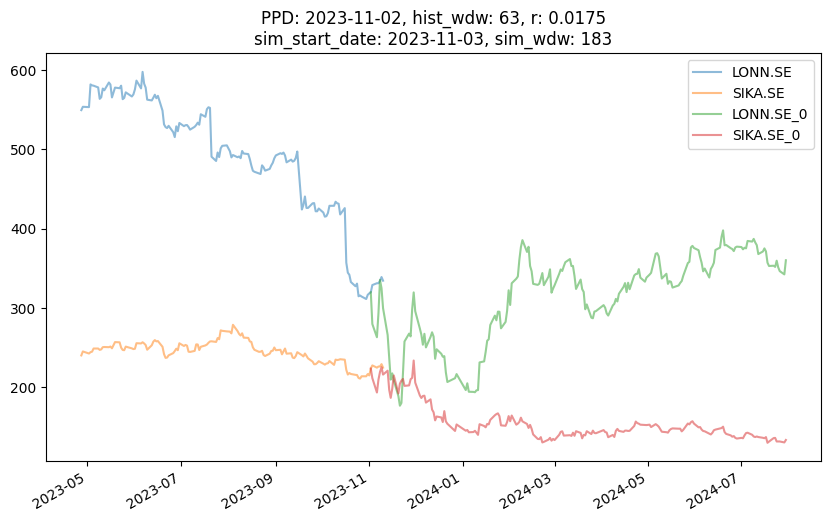 PPD: 2023-11-02, hist_wdw: 63, r: 0.0175
sim_start_date: 2023-11-03, sim_wdw: 183
LONN.SE
SIKA.SE
LONN.SE_0
SIKA.SE_0
600
500
400
300
200
2023-05
2023-07
2023-09
2023-11
2024-01
2024-03
2024-05
2024-07